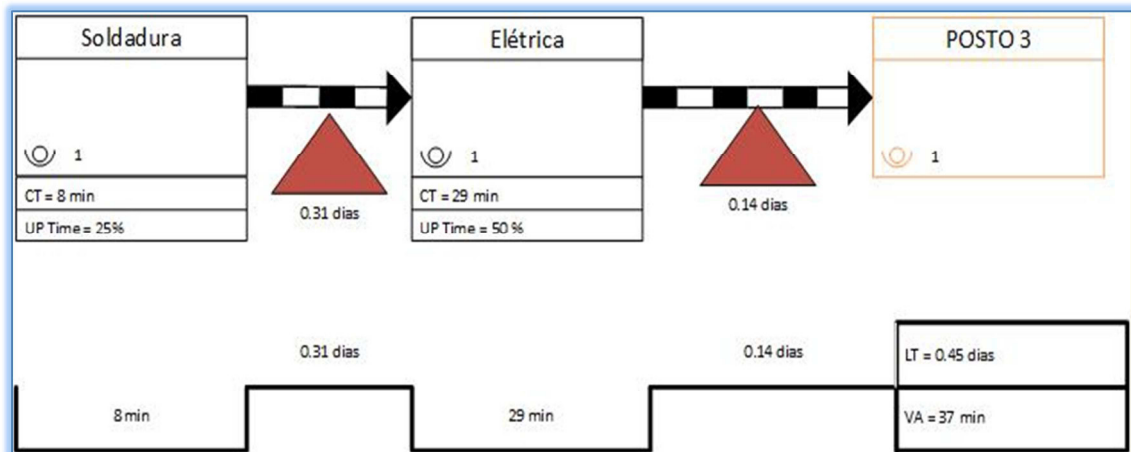 Soldadura
1
CT = 8 min
UP Time = 25%
0.31 dias
Elétrica
1
CT = 29 min
UP Time = 50 %
0.14 dias
POSTO 3
1
8 min
0.31 dias
29 min
0.14 dias
LT = 0.45 dias
VA = 37 min